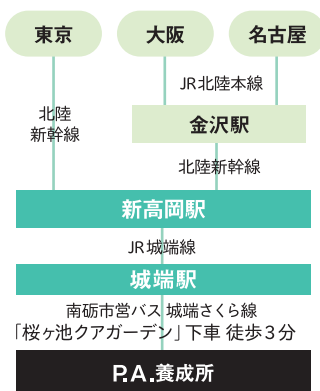 東京
大阪
名古屋
JR北陸本線
北陸
新幹線
金沢駅
北陸新幹線
新高岡駅
JR城端線
城端駅
南砺市営バス 城端さくら線
「桜ヶ池クアガーデン」下車 徒歩3分
P.A.養成所